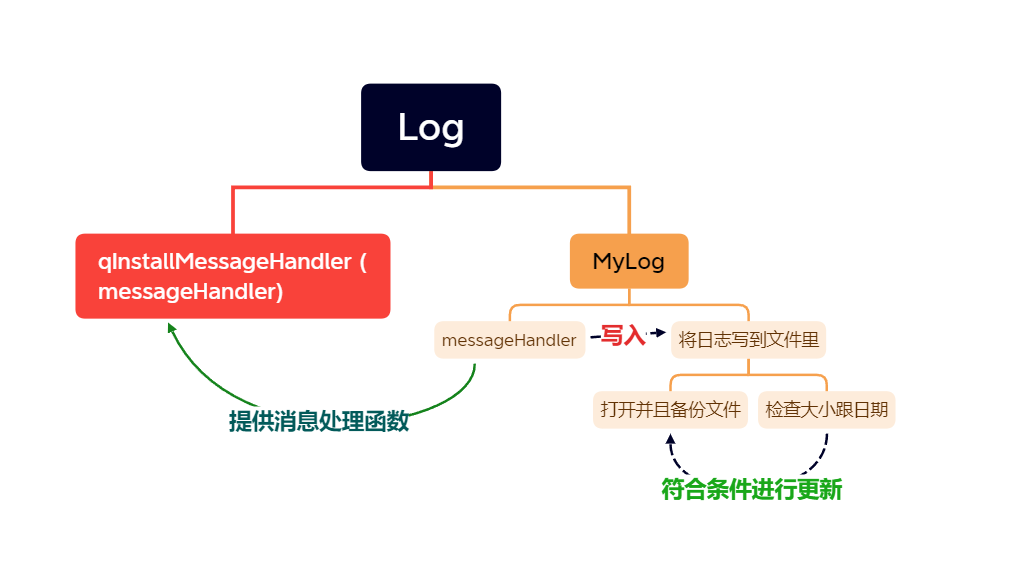 Log
qInstallMessageHandler (
messageHandler)
MyLog
messageHandler
写入
将日志写到文件里
打开并且备份文件
检查大小跟日期
提供消息处理函数
符合条件进行更新